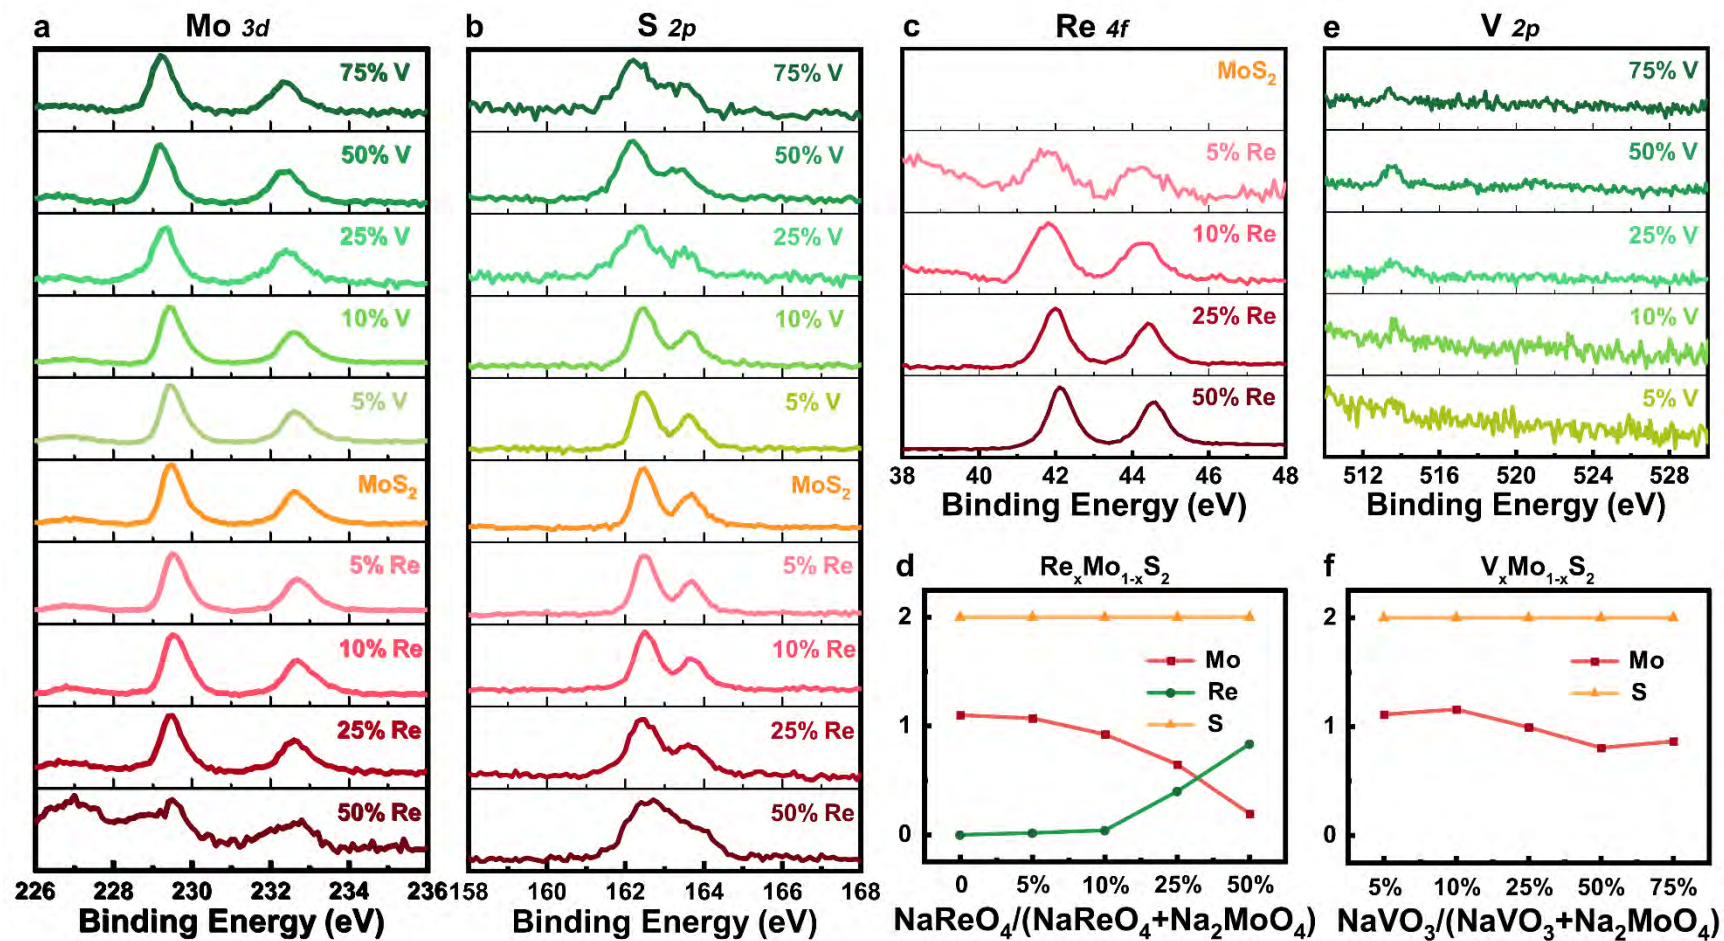 a Mo 3d
75% V
50% V
25% V
10% V
5% V
MoS2
5% Re
10% Re
25% Re
50% Re
226 228 230 232 234 236
Binding Energy (eV)
b S 2p
75% V
50% V
25% V
10% V
5% V
MoS2
5% Re
10% Re
25% Re
50% Re
158 160 162 164 166 168
Binding Energy (eV)
c Re 4f
MoS2
5% Re
10% Re
25% Re
50% Re
38 40 42 44 46 48
Binding Energy (eV)
e V 2p
75% V
50% V
25% V
10% V
5% V
512 516 520 524 528
Binding Energy (eV)
d RexMo1-xS2
2
1
0
Mo
Re
S
0 5% 10% 25% 50%
NaReO4/(NaReO4+Na2MoO4)
f VxMo1-xS2
2
1
0
Mo
S
5% 10% 25% 50% 75%
NaVO3/(NaVO3+Na2MoO4)